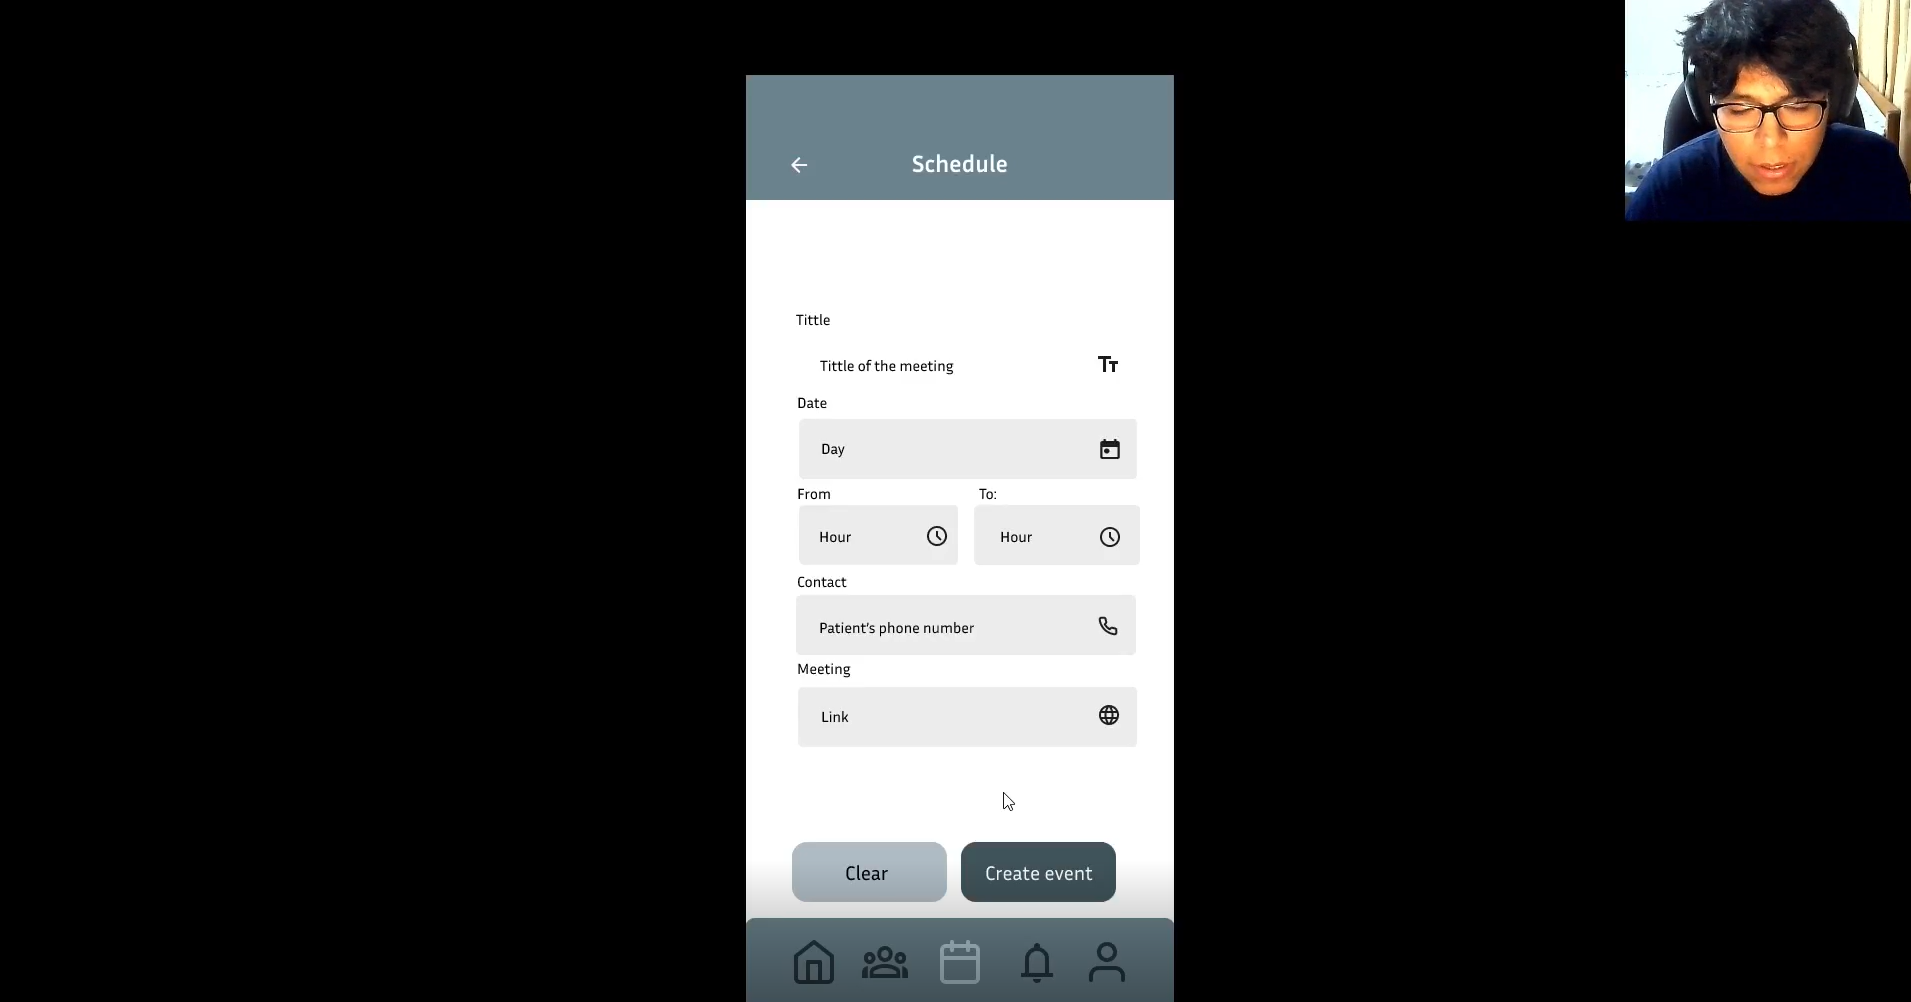 Schedule
Tittle
Tittle of the meeting
Date
Day
From To:
Hour Hour
Contact
Patient's phone number
Meeting
Link
Clear Create event